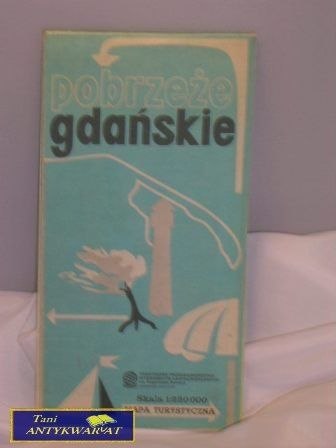 pobrzeże
gdańskie
Skala 1:250 000
MAPA TURYSTYCZNA
Tani
ANTYKWARIAT